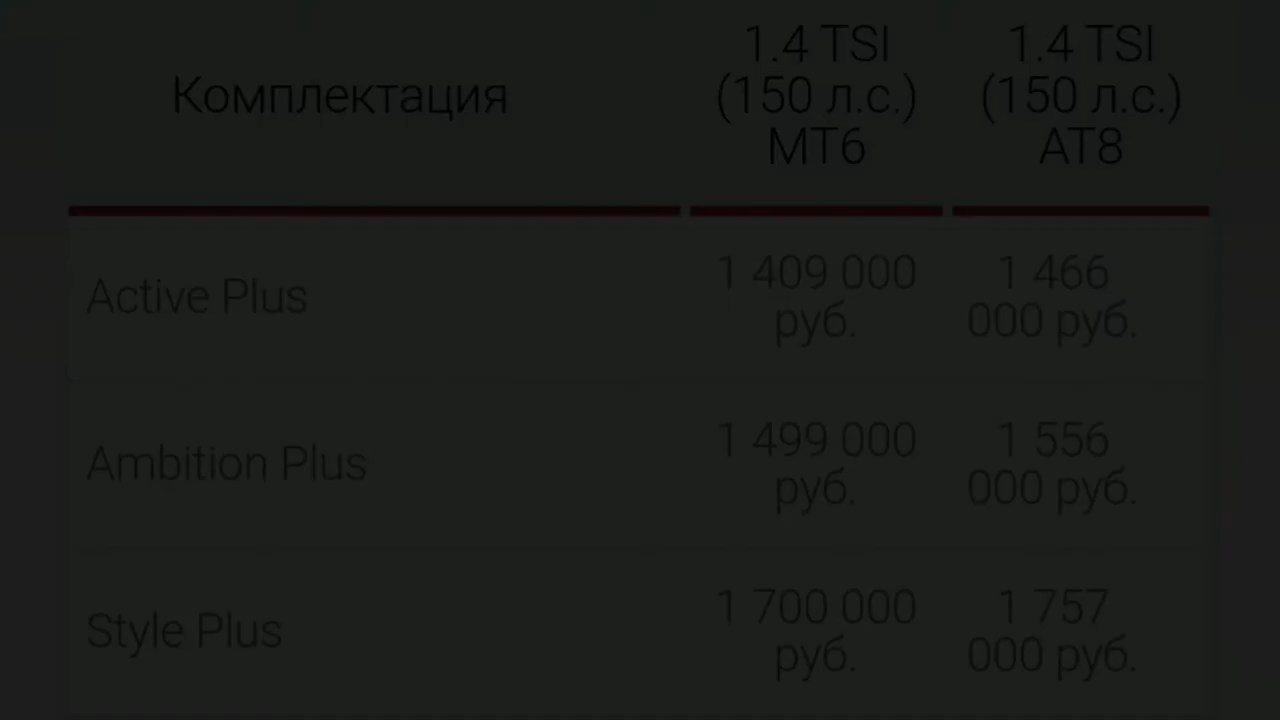 Комплектация
1.4 TSI
(150 л.с.)
MT6
1.4 TSI
(150 л.с.)
AT8
Active Plus
1 409 000
руб.
1 466
000 руб.
Ambition Plus
1 499 000
руб.
1 556
000 руб.
Style Plus
1 700 000
руб.
1 757
000 руб.